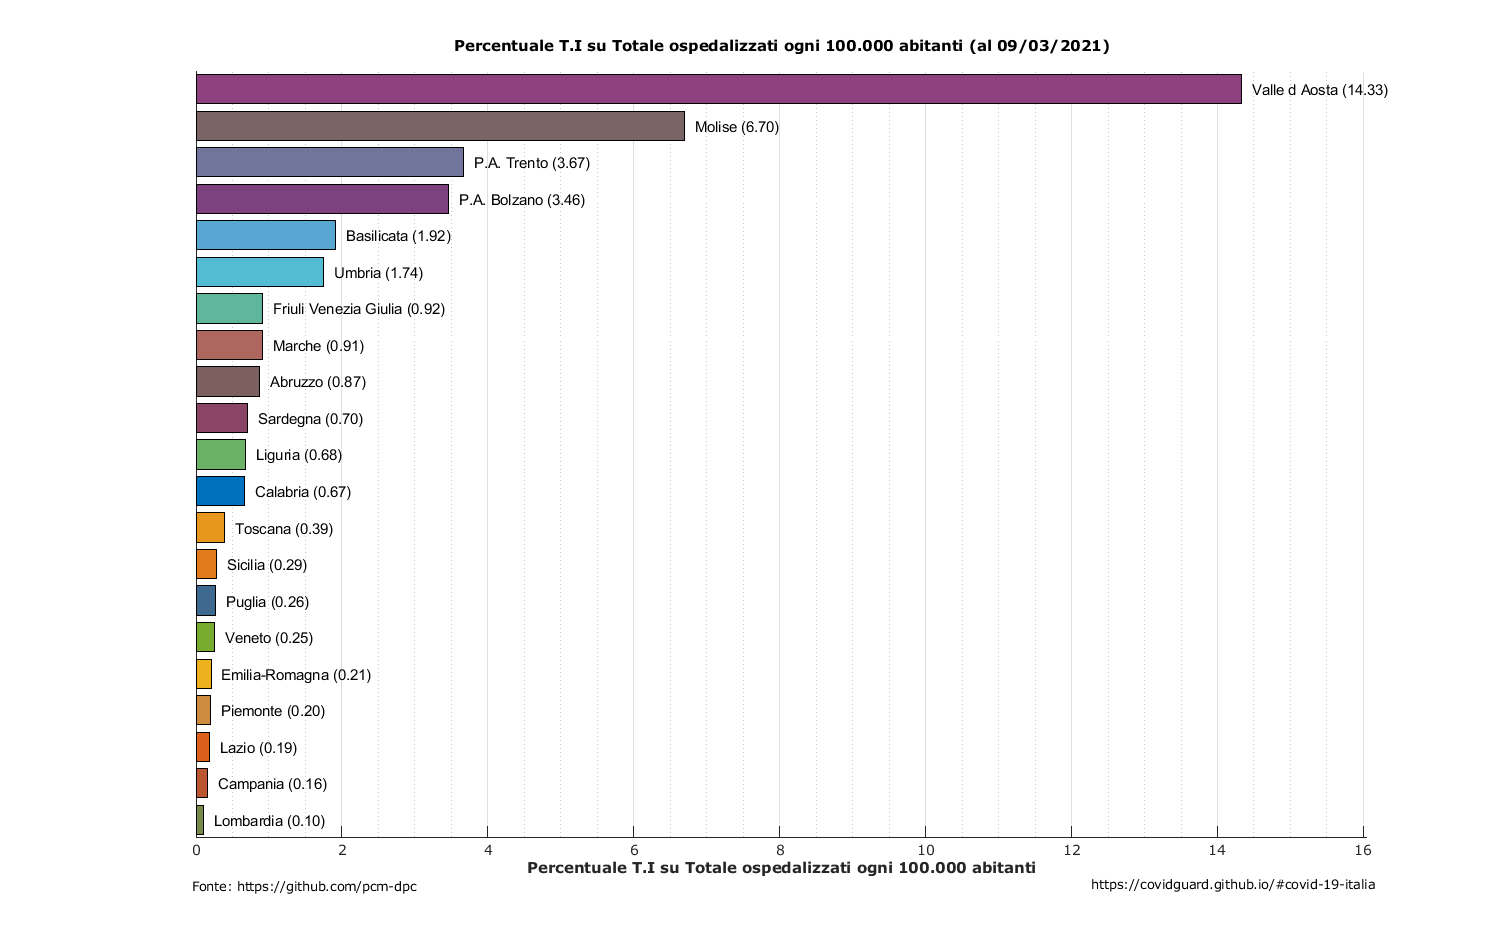 Percentuale T.I su Totale ospedalizzati ogni 100.000 abitanti (al 09/03/2021)
Valle d Aosta (14.33)
Molise (6.70)
P.A. Trento (3.67)
P.A. Bolzano (3.46)
Basilicata (1.92)
Umbria (1.74)
Friuli Venezia Giulia (0.92)
Marche (0.91)
Abruzzo (0.87)
Sardegna (0.70)
Liguria (0.68)
Calabria (0.67)
Toscana (0.39)
Sicilia (0.29)
Puglia (0.26)
Veneto (0.25)
Emilia-Romagna (0.21)
Piemonte (0.20)
Lazio (0.19)
Campania (0.16)
Lombardia (0.10)
0 2 4 6 8 10 12 14 16
Percentuale T.I su Totale ospedalizzati ogni 100.000 abitanti
Fonte: https://github.com/pcm-dpc
https://covidguard.github.io/#covid-19-italia